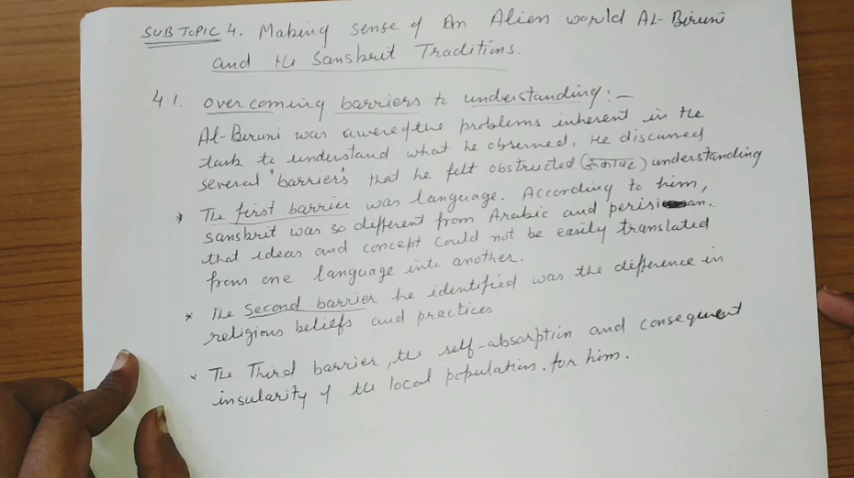 SUB TOPIC 4. Making sense of An Alien world AL-Biruni
and the Sanskrit Traditions.
4 1. overcoming barriers to understanding :-
Al-Biruni was aware of the problems inherent in the
task to understand what he observed. He discussed
several "barriers" that he felt obstructed (रूकावट) understanding
* The first barrier was language. According to him,
sanskrit was so different from Arabic and perisian.
that ideas and concept could not be easily translated
from one language into another.
* The Second barrier he identified was the difference in
religious beliefs and practices
* The Third barrier, the self-absorption and consequent
insularity of the local population. for him.